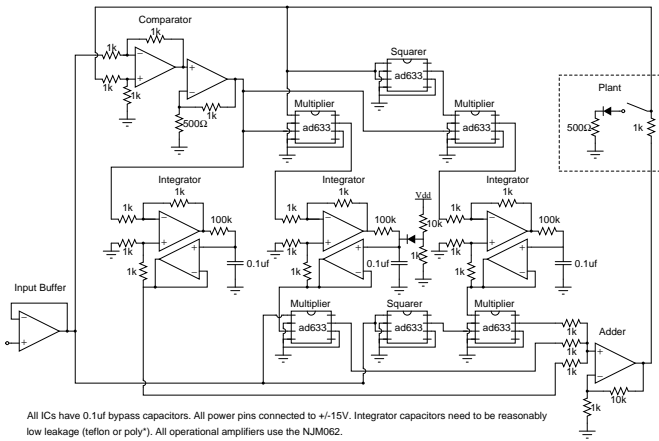 Comparator
1k
1k
1k
1k
1k
500Ω
Squarer
ad633
Multiplier
ad633
Multiplier
ad633
Plant
500Ω
1k
Integrator
1k
1k
1k
1k
100k
0.1uf
Integrator
1k
1k
1k
1k
100k
0.1uf
Vdd
10k
1k
Integrator
1k
1k
1k
1k
100k
0.1uf
Input Buffer
Multiplier
ad633
Squarer
ad633
Multiplier
ad633
1k
1k
1k
Adder
1k
10k
All ICs have 0.1uf bypass capacitors. All power pins connected to +/-15V. Integrator capacitors need to be reasonably
low leakage (teflon or poly*). All operational amplifiers use the NJM062.